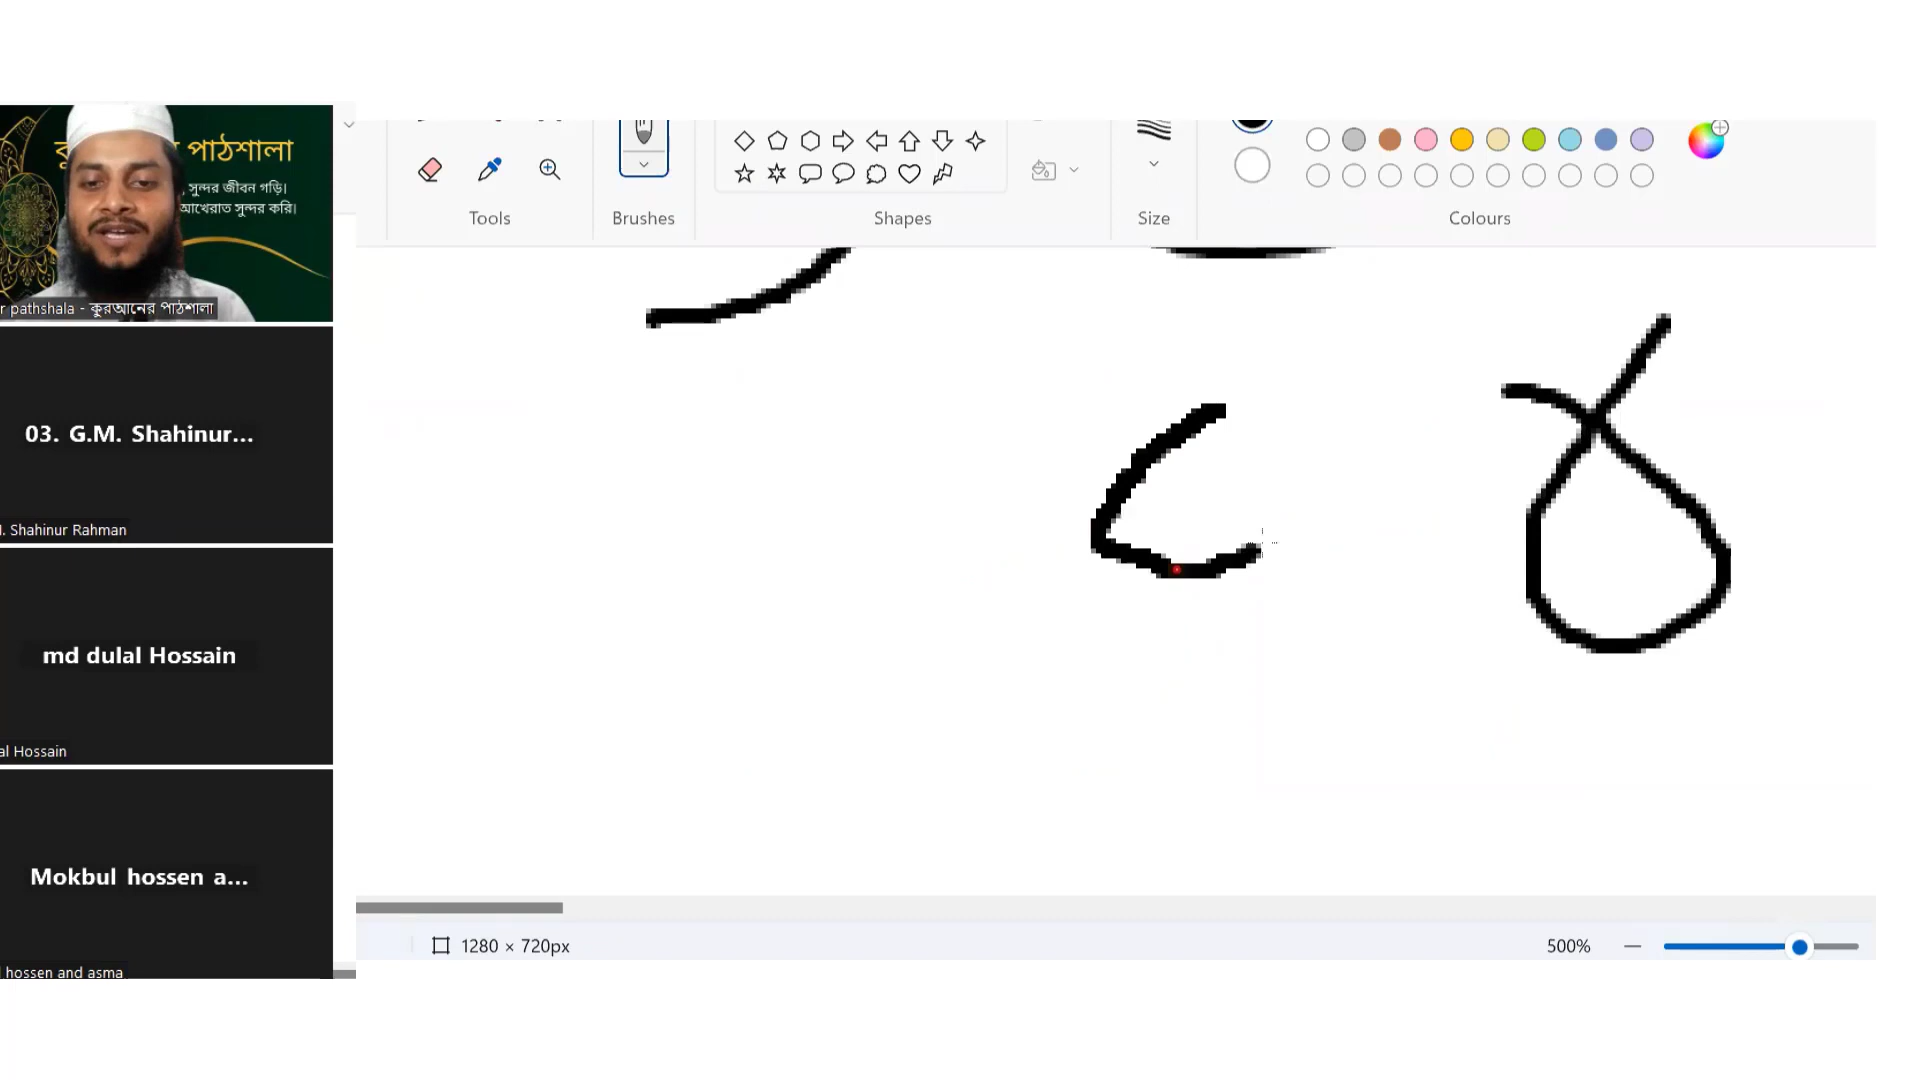 পাঠশালা
সুন্দর জীবন গড়ি।
আখেরাত সুন্দর করি।
r pathshala - কুরআনের পাঠশালা
03. G.M. Shahinur...
. Shahinur Rahman
md dulal Hossain
al Hossain
Mokbul hossen a...
hossen and asma
Tools
Brushes
Shapes
Size
Colours
1280 × 720px
500%